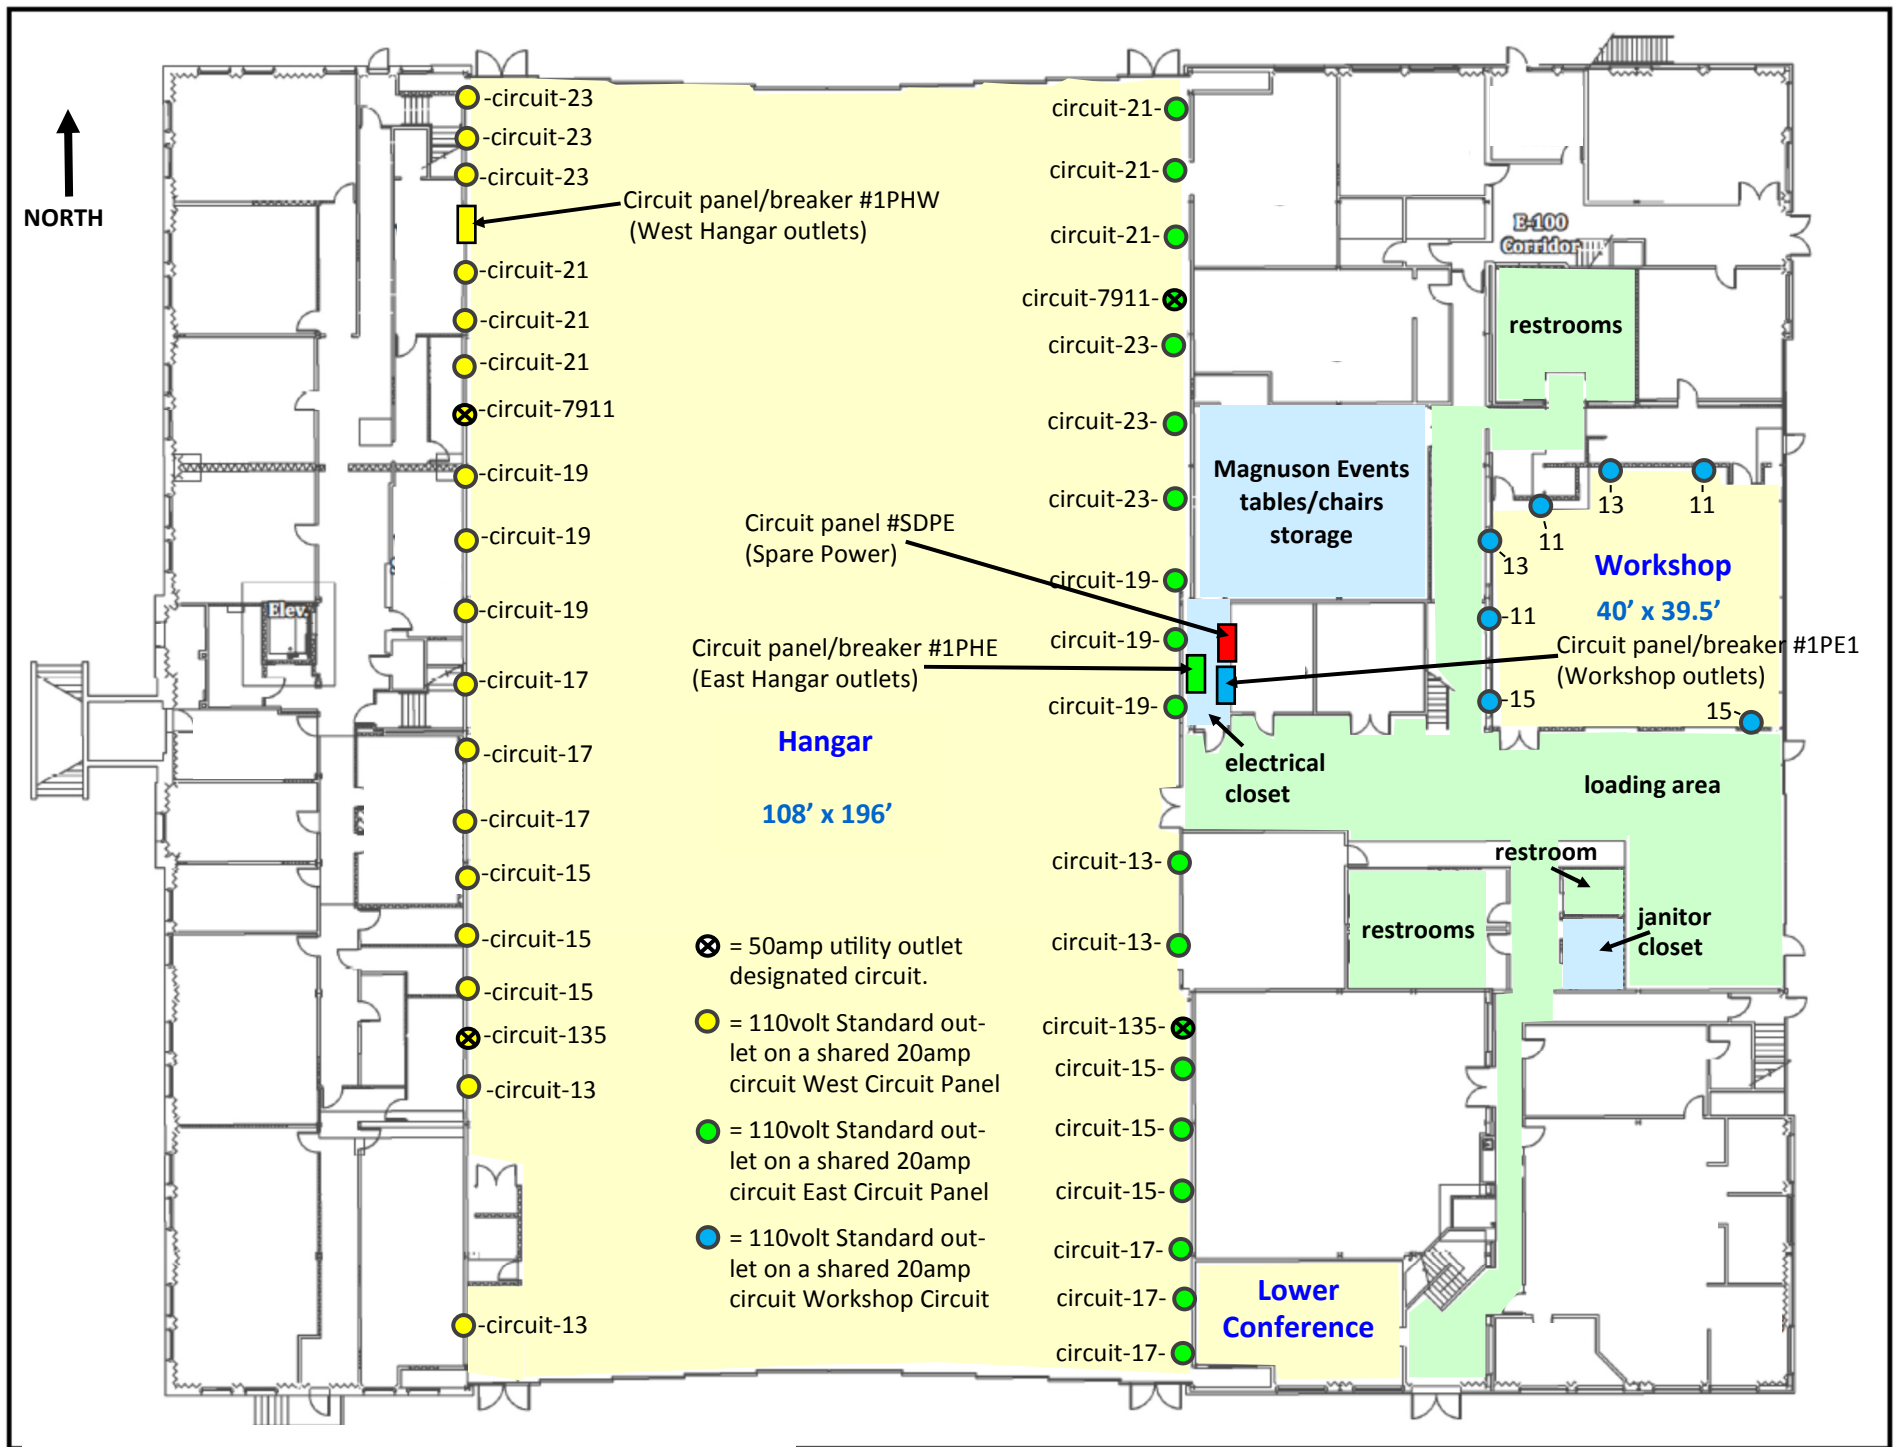 NORTH
-circuit-23
-circuit-23
-circuit-23
Circuit panel/breaker #1PHW
(West Hangar outlets)
-circuit-21
-circuit-21
-circuit-21
-circuit-7911
-circuit-19
-circuit-19
-circuit-19
-circuit-17
-circuit-17
-circuit-17
-circuit-15
-circuit-15
-circuit-15
-circuit-135
-circuit-13
-circuit-13
Elev.
circuit-21-
circuit-21-
circuit-21-
circuit-7911-
circuit-23-
circuit-23-
circuit-23-
Circuit panel #SDPE
(Spare Power)
circuit-19-
circuit-19-
circuit-19-
Circuit panel/breaker #1PHE
(East Hangar outlets)
Hangar
108’ x 196’
circuit-13-
circuit-13-
circuit-135-
circuit-15-
circuit-15-
circuit-15-
circuit-17-
circuit-17-
circuit-17-
= 50amp utility outlet
designated circuit.
= 110volt Standard out-
let on a shared 20amp
circuit West Circuit Panel
= 110volt Standard out-
let on a shared 20amp
circuit East Circuit Panel
= 110volt Standard out-
let on a shared 20amp
circuit Workshop Circuit
E-100
Corridor
restrooms
Magnuson Events
tables/chairs
storage
13
11
11
13
-11
-15
15-
Workshop
40’ x 39.5’
Circuit panel/breaker #1PE1
(Workshop outlets)
electrical
closet
loading area
restroom
restrooms
janitor
closet
Lower
Conference